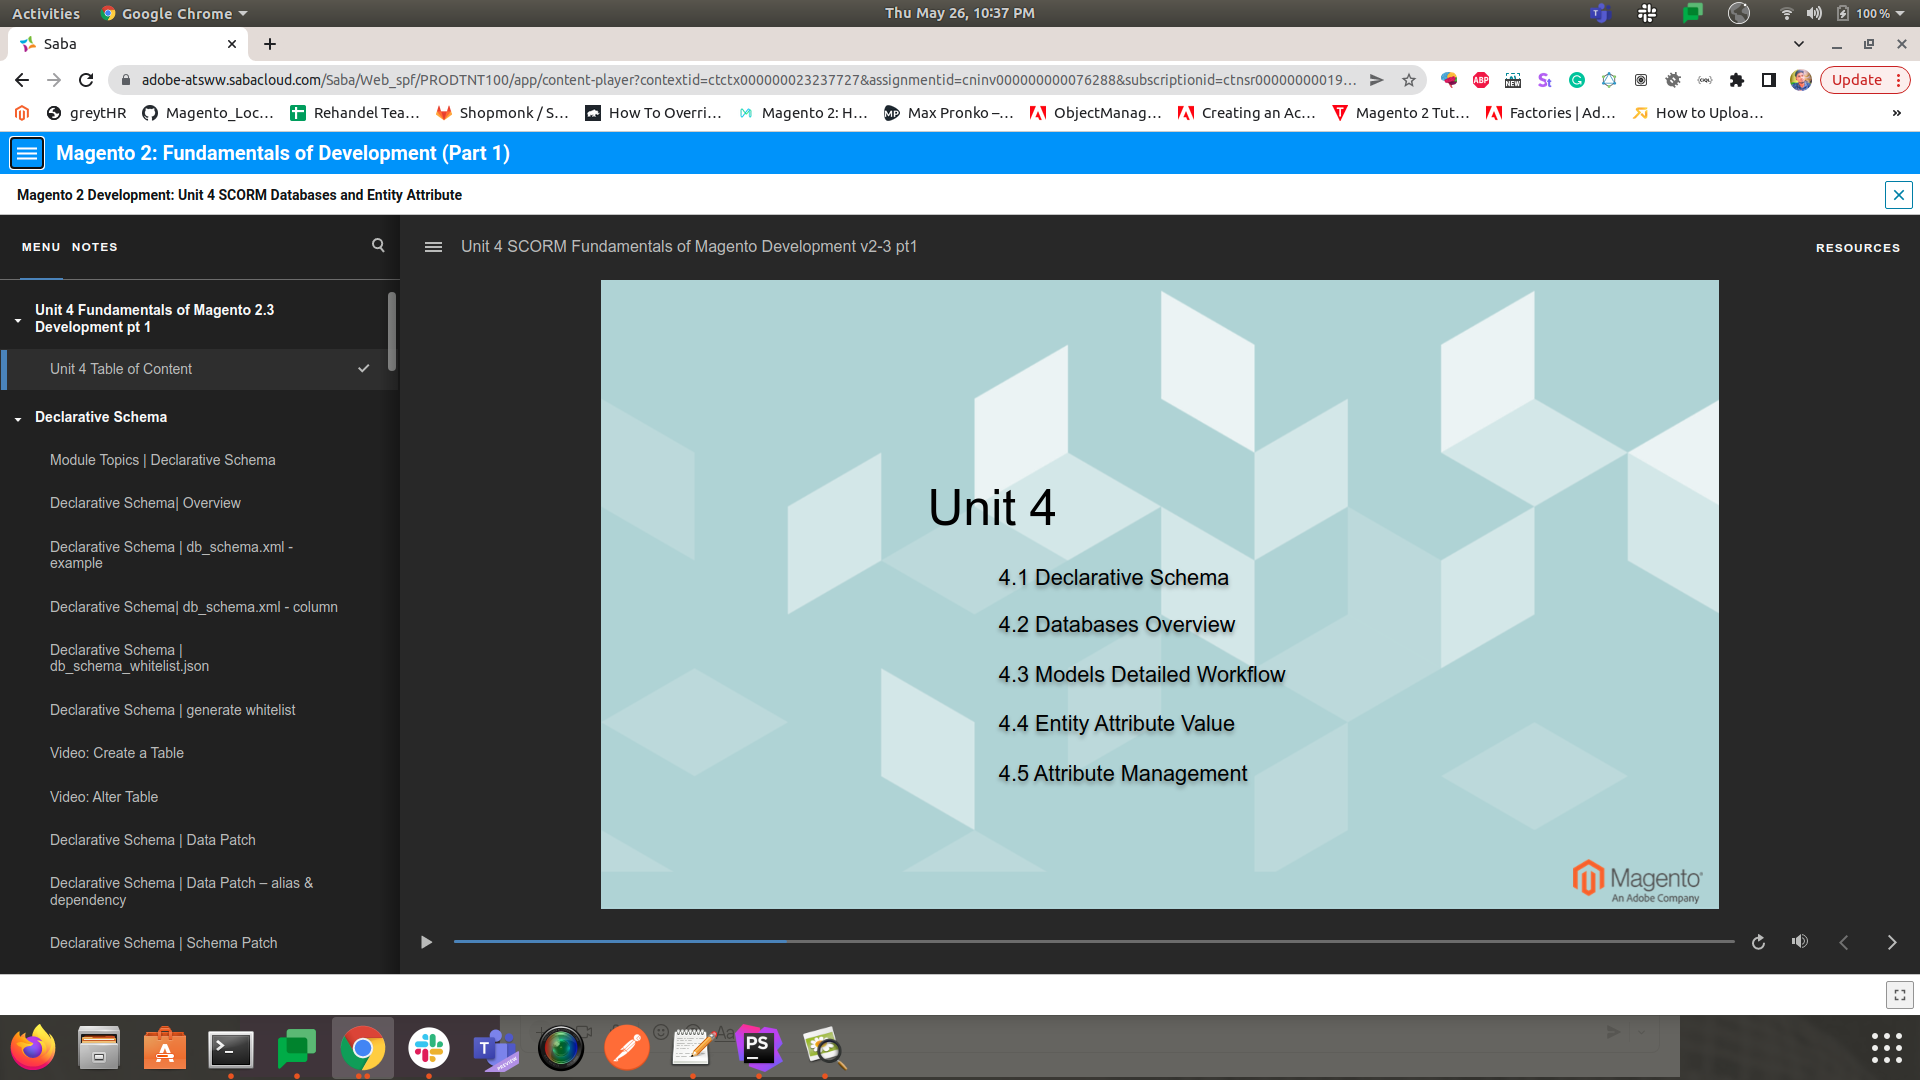 Activities
Google Chrome
Thu May 26, 10:37 PM
100 %
Saba
adobe-atsww.sabacloud.com/Saba/Web_spf/PRODTNT100/app/content-player?contextid=ctctx000000023237727&assignmentid=cninv000000000076288&subscriptionid=ctnsr00000000019...
ABP
NEW
Update
greytHR
Magento_Loc...
Rehandel Tea...
Shopmonk / S...
How To Overri...
Magento 2: H...
Max Pronko –...
ObjectManag...
Creating an Ac...
Magento 2 Tut...
Factories | Ad...
How to Uploa...
Magento 2: Fundamentals of Development (Part 1)
Magento 2 Development: Unit 4 SCORM Databases and Entity Attribute
MENU NOTES
Unit 4 SCORM Fundamentals of Magento Development v2-3 pt1
RESOURCES
Unit 4 Fundamentals of Magento 2.3
Development pt 1
Unit 4 Table of Content
Declarative Schema
Module Topics | Declarative Schema
Declarative Schema| Overview
Declarative Schema | db_schema.xml -
example
Declarative Schema| db_schema.xml - column
Declarative Schema |
db_schema_whitelist.json
Declarative Schema | generate whitelist
Video: Create a Table
Video: Alter Table
Declarative Schema | Data Patch
Declarative Schema | Data Patch – alias &
dependency
Declarative Schema | Schema Patch
Unit 4
4.1 Declarative Schema
4.2 Databases Overview
4.3 Models Detailed Workflow
4.4 Entity Attribute Value
4.5 Attribute Management
Magento
An Adobe Company
PS